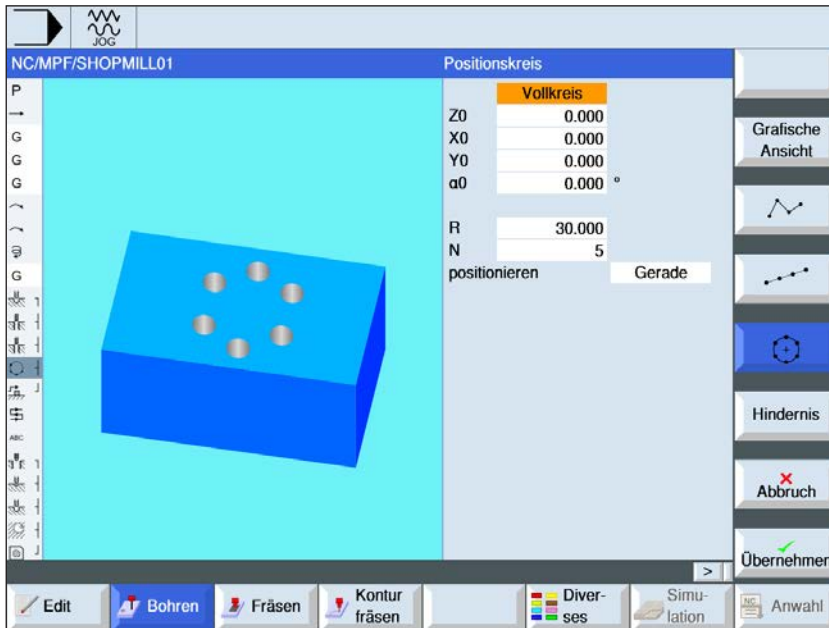 JOG
NC/MPF/SHOPMILL01
Positionskreis
P
G
G
G
G
ABC
Vollkreis
Z0 0.000
X0 0.000
Y0 0.000
α0 0.000 °
R 30.000
N 5
positionieren Gerade
Grafische
Ansicht
Hindernis
Abbruch
Übernehmen
>
Edit
Bohren
Fräsen
Kontur
fräsen
Diver-
ses
Simu-
lation
NC
Anwahl